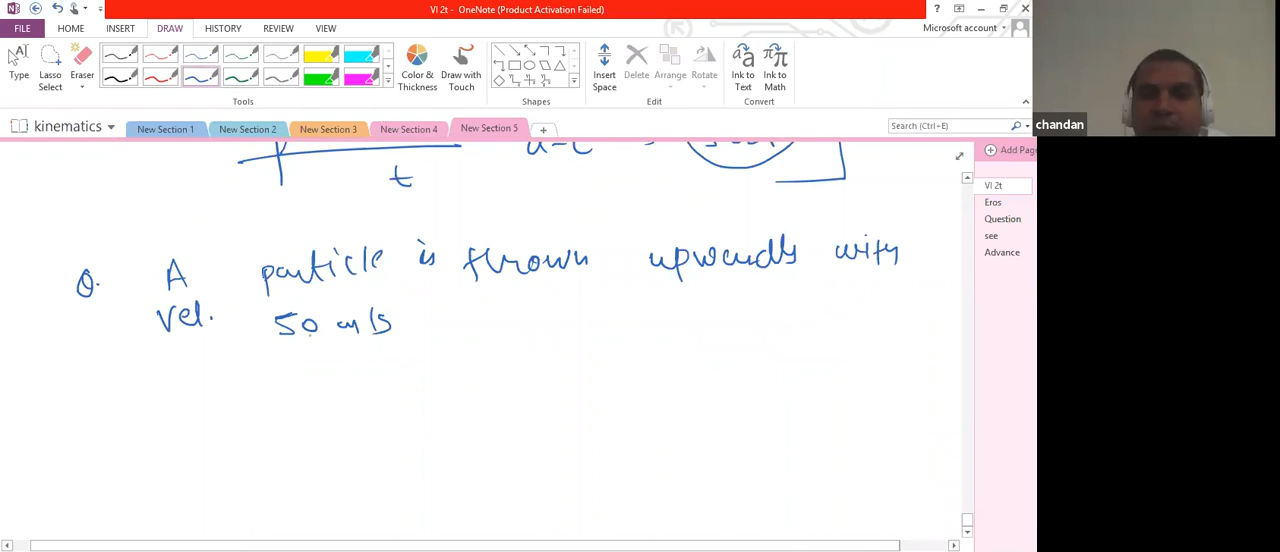 VI 2t - OneNote (Product Activation Failed)
?
FILE HOME INSERT DRAW HISTORY REVIEW VIEW
Microsoft account
Type
Lasso Select
Eraser
Color & Thickness
Draw with Touch
Insert Space
Delete
Arrange
Rotate
Ink to Text
Ink to Math
Tools
Shapes
Edit
Convert
chandan
kinematics
New Section 1
New Section 2
New Section 3
New Section 4
New Section 5
Search (Ctrl+E)
Add Page
VI 2t
Eros
Question
see
Advance
t
Q. A particle is thrown upwards with
vel. 50 m/s